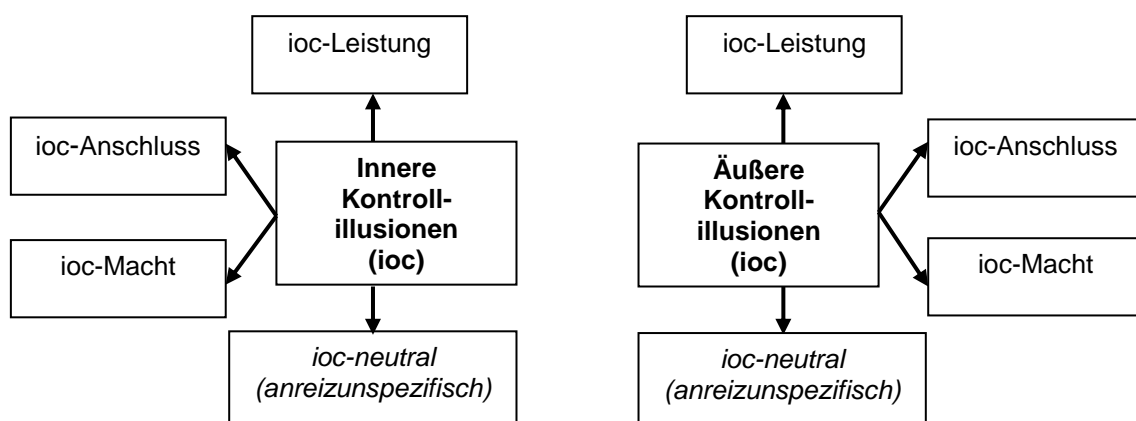 ioc-Leistung
ioc-Anschluss
ioc-Macht
Innere
Kontroll-
illusionen
(ioc)
ioc-neutral
(anreizunspezifisch)
ioc-Leistung
Äußere
Kontroll-
illusionen
(ioc)
ioc-Anschluss
ioc-Macht
ioc-neutral
(anreizunspezifisch)